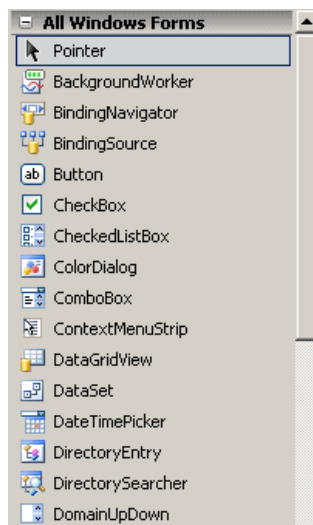 All Windows Forms
Pointer
BackgroundWorker
BindingNavigator
BindingSource
ab Button
CheckBox
CheckedListBox
ColorDialog
ComboBox
ContextMenuStrip
DataGridView
DataSet
DateTimePicker
DirectoryEntry
DirectorySearcher
DomainUpDown